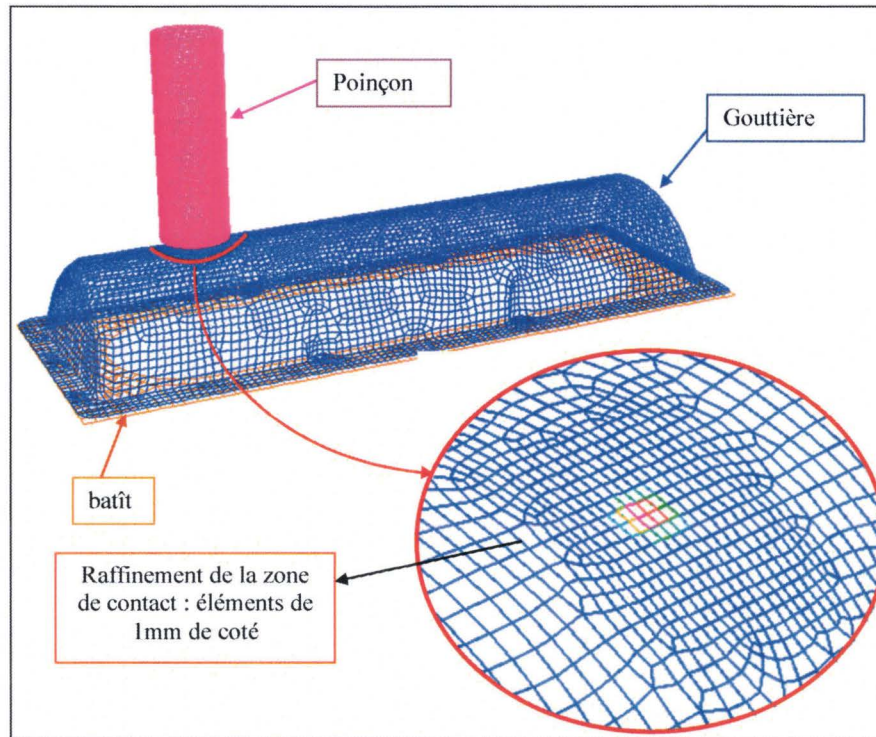 Poinçon
Gouttière
batît
Raffinement de la zone
de contact : éléments de
1mm de coté